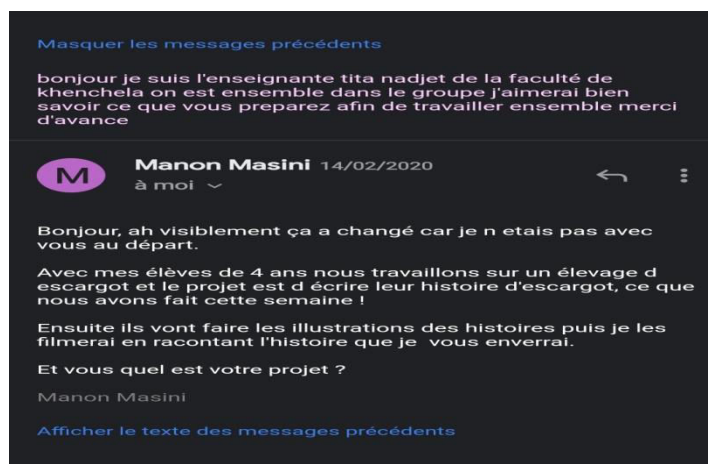 Masquer les messages précédents
bonjour je suis l'enseignante tita nadjet de la faculté de
khenchela on est ensemble dans le groupe j'aimerai bien
savoir ce que vous preparez afin de travailler ensemble merci
d'avance
M
Manon Masini 14/02/2020
à moi
Bonjour, ah visiblement ça a changé car je n etais pas avec
vous au départ.
Avec mes élèves de 4 ans nous travaillons sur un élevage d
escargot et le projet est d écrire leur histoire d'escargot, ce que
nous avons fait cette semaine !
Ensuite ils vont faire les illustrations des histoires puis je les
filmerai en racontant l'histoire que je vous enverrai.
Et vous quel est votre projet ?
Manon Masini
Afficher le texte des messages précédents